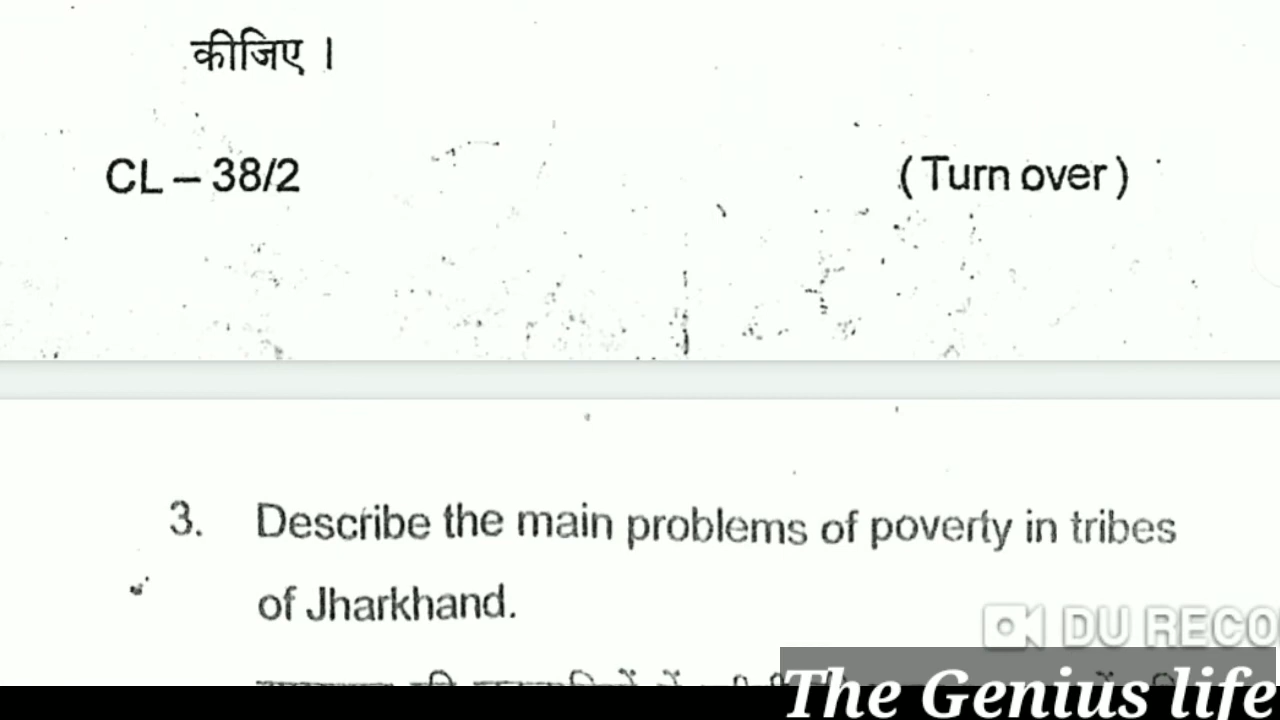 कीजिए ।
CL – 38/2 (Turn over)
3. Describe the main problems of poverty in tribes
of Jharkhand.
DU RECO
The Genius life